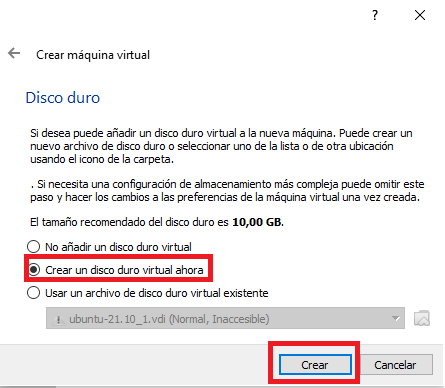 ?
Crear máquina virtual
Disco duro
Si desea puede añadir un disco duro virtual a la nueva máquina. Puede crear un
nuevo archivo de disco duro o seleccionar uno de la lista o de otra ubicación
usando el icono de la carpeta.
. Si necesita una configuración de almacenamiento más compleja puede omitir este
paso y hacer los cambios a las preferencias de la máquina virtual una vez creada.
El tamaño recomendado del disco duro es 10,00 GB.
No añadir un disco duro virtual
Crear un disco duro virtual ahora
Usar un archivo de disco duro virtual existente
ubuntu-21.10_1.vdi (Normal, Inaccesible)
Crear Cancelar